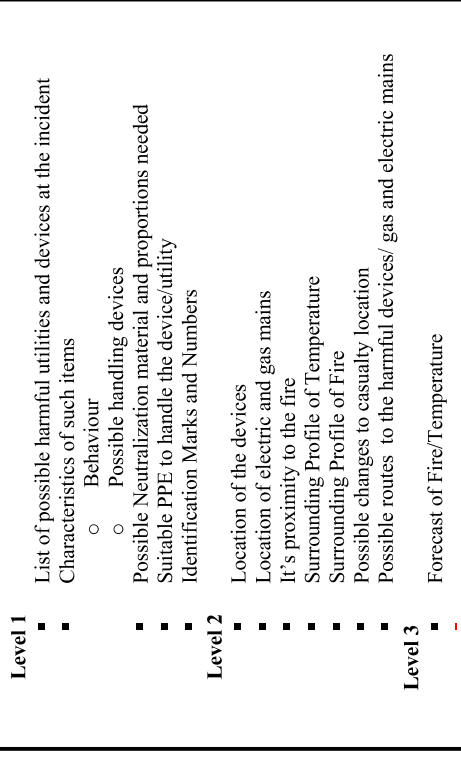 Level 1
▪ List of possible harmful utilities and devices at the incident
▪ Characteristics of such items
○ Behaviour
○ Possible handling devices
▪ Possible Neutralization material and proportions needed
▪ Suitable PPE to handle the device/utility
▪ Identification Marks and Numbers
Level 2
▪ Location of the devices
▪ Location of electric and gas mains
▪ It's proximity to the fire
▪ Surrounding Profile of Temperature
▪ Surrounding Profile of Fire
▪ Possible changes to casualty location
▪ Possible routes to the harmful devices/ gas and electric mains
Level 3
▪ Forecast of Fire/Temperature